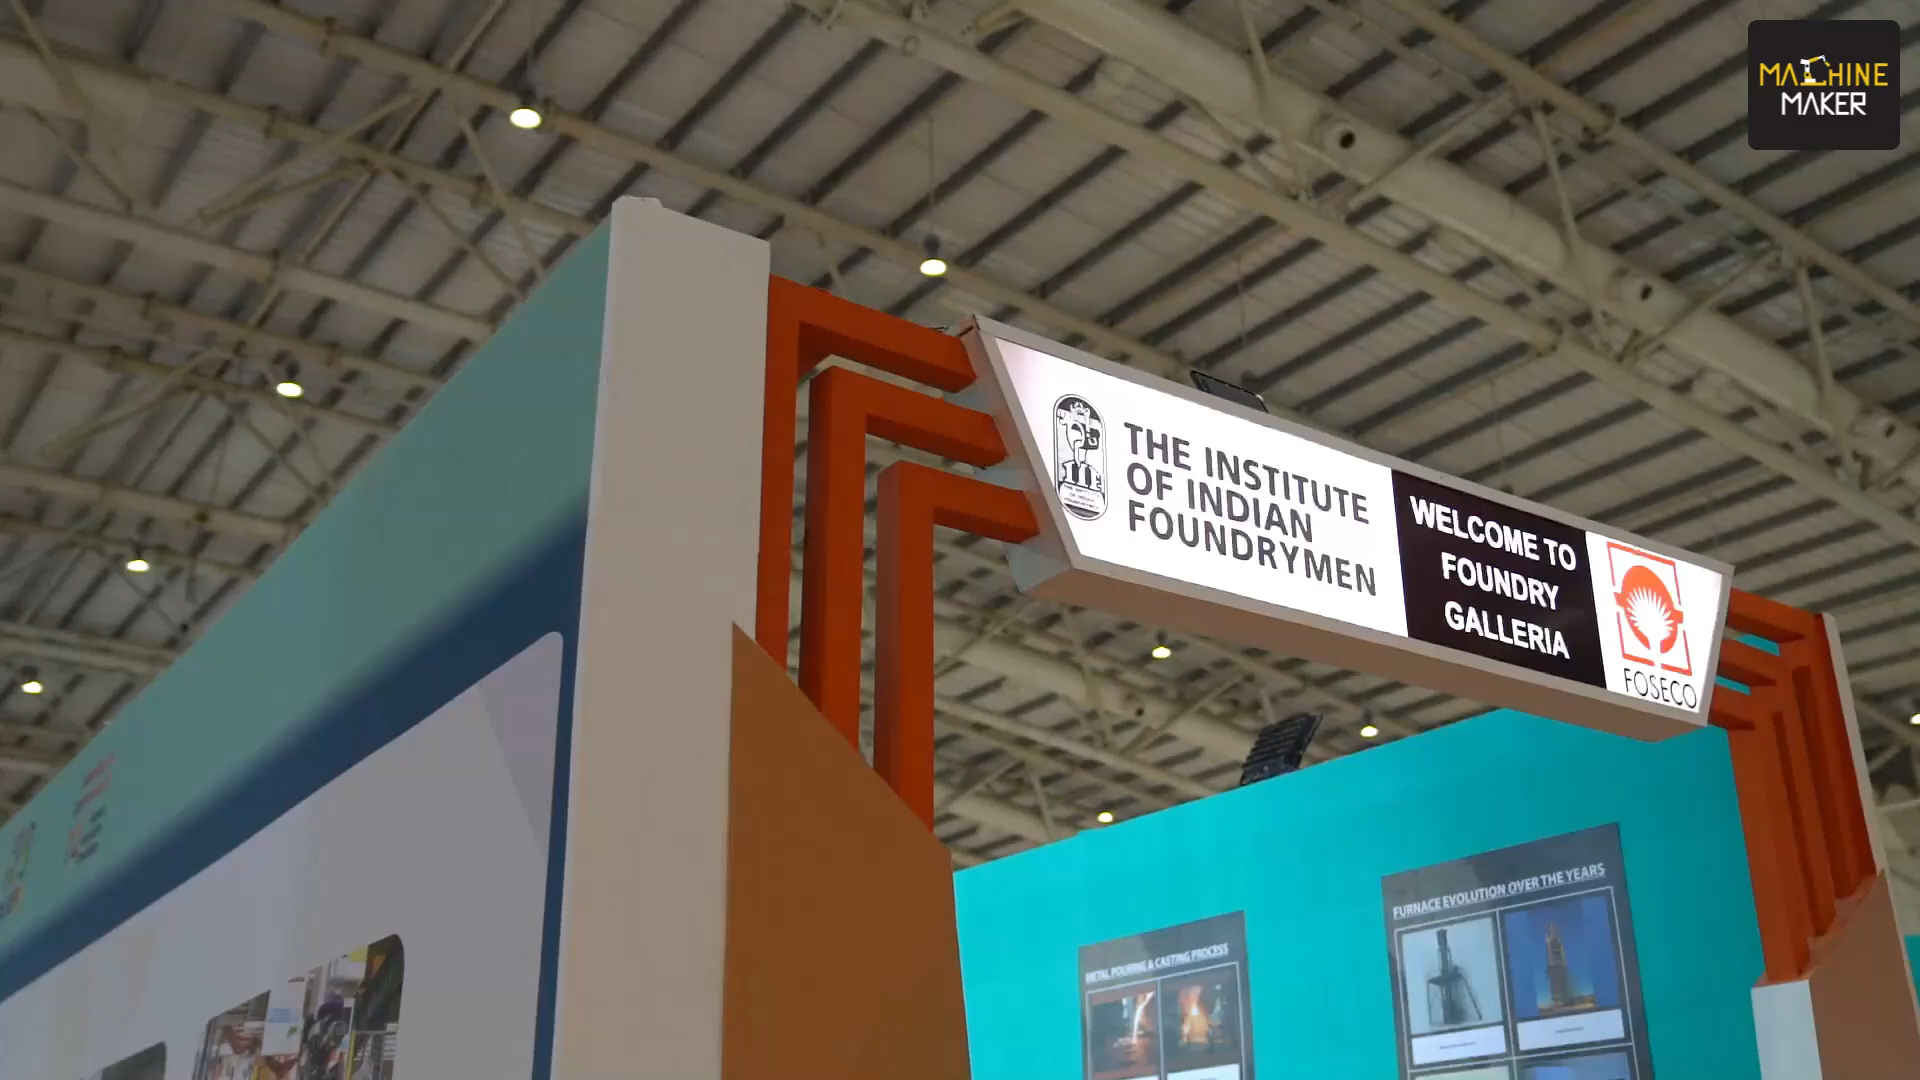 MACHINE
MAKER
THE INSTITUTE
OF INDIAN
FOUNDRYMEN
WELCOME TO
FOUNDRY
GALLERIA
FOSECO
METAL POURING & CASTING PROCESS
FURNACE EVOLUTION OVER THE YEARS